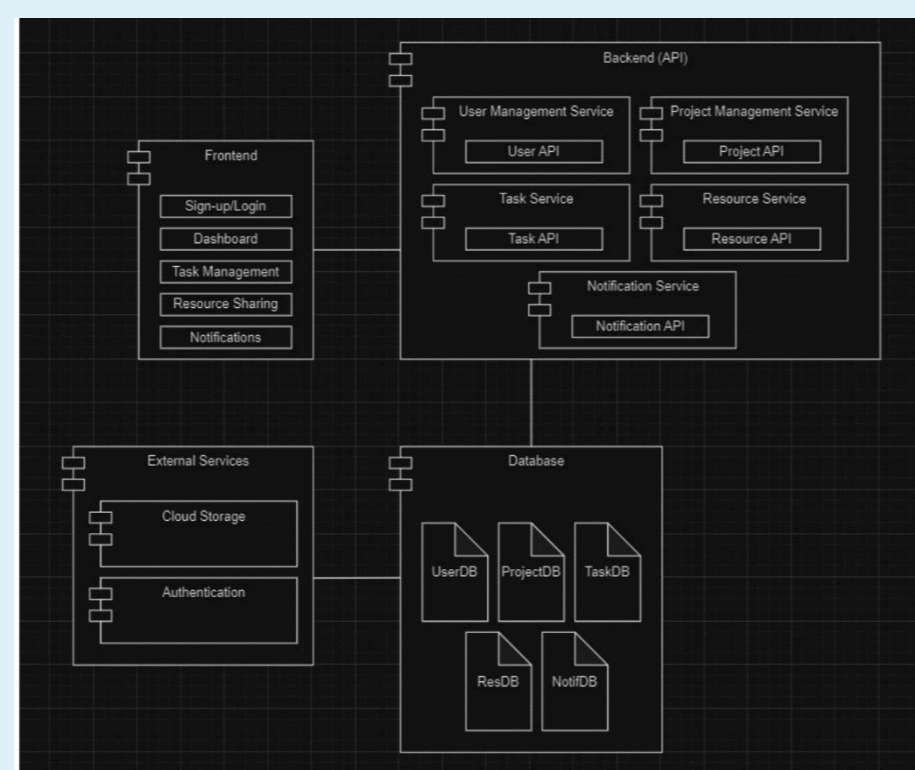 Backend (API)
User Management Service
User API
Project Management Service
Project API
Task Service
Task API
Resource Service
Resource API
Notification Service
Notification API
Frontend
Sign-up/Login
Dashboard
Task Management
Resource Sharing
Notifications
External Services
Cloud Storage
Authentication
Database
UserDB
ProjectDB
TaskDB
ResDB
NotifDB